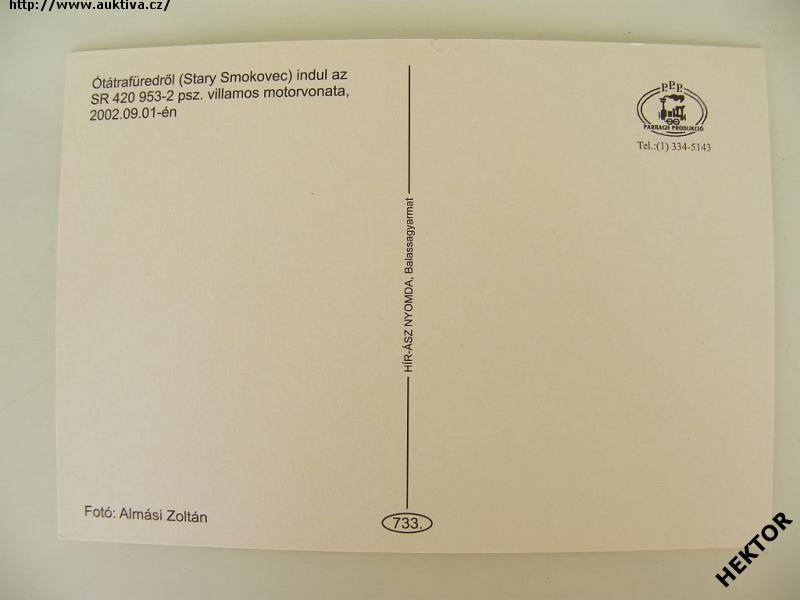 http://www.auktiva.cz/
Ótátrafüredről (Stary Smokovec) indul az
SR 420 953-2 psz. villamos motorvonata,
2002.09.01-én
P.P.P.
PARRAGH PRODUKCIÓ
Tel.:(1) 334-5143
HÍR-ÁSZ NYOMDA, Balassagyarmat
Fotó: Almási Zoltán
733.
HEKTOR